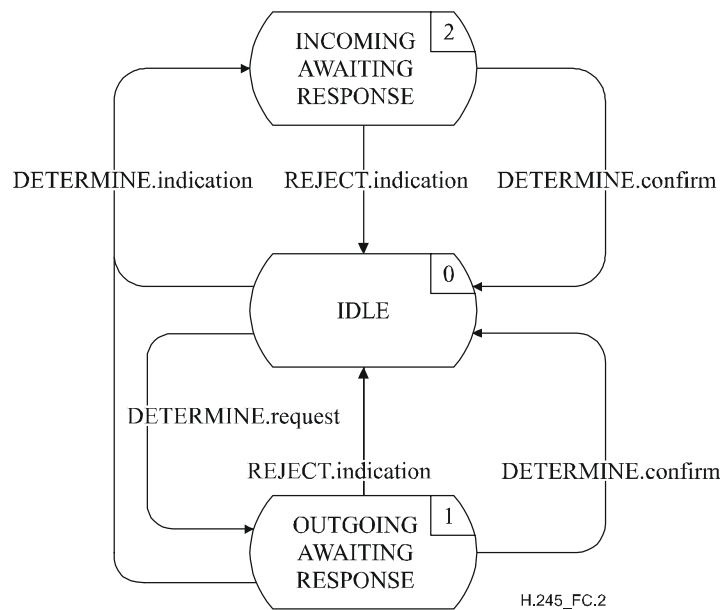 INCOMING
AWAITING
RESPONSE
2
DETERMINE.indication
REJECT.indication
DETERMINE.confirm
0
IDLE
DETERMINE.request
REJECT.indication
DETERMINE.confirm
OUTGOING
AWAITING
RESPONSE
1
H.245_FC.2